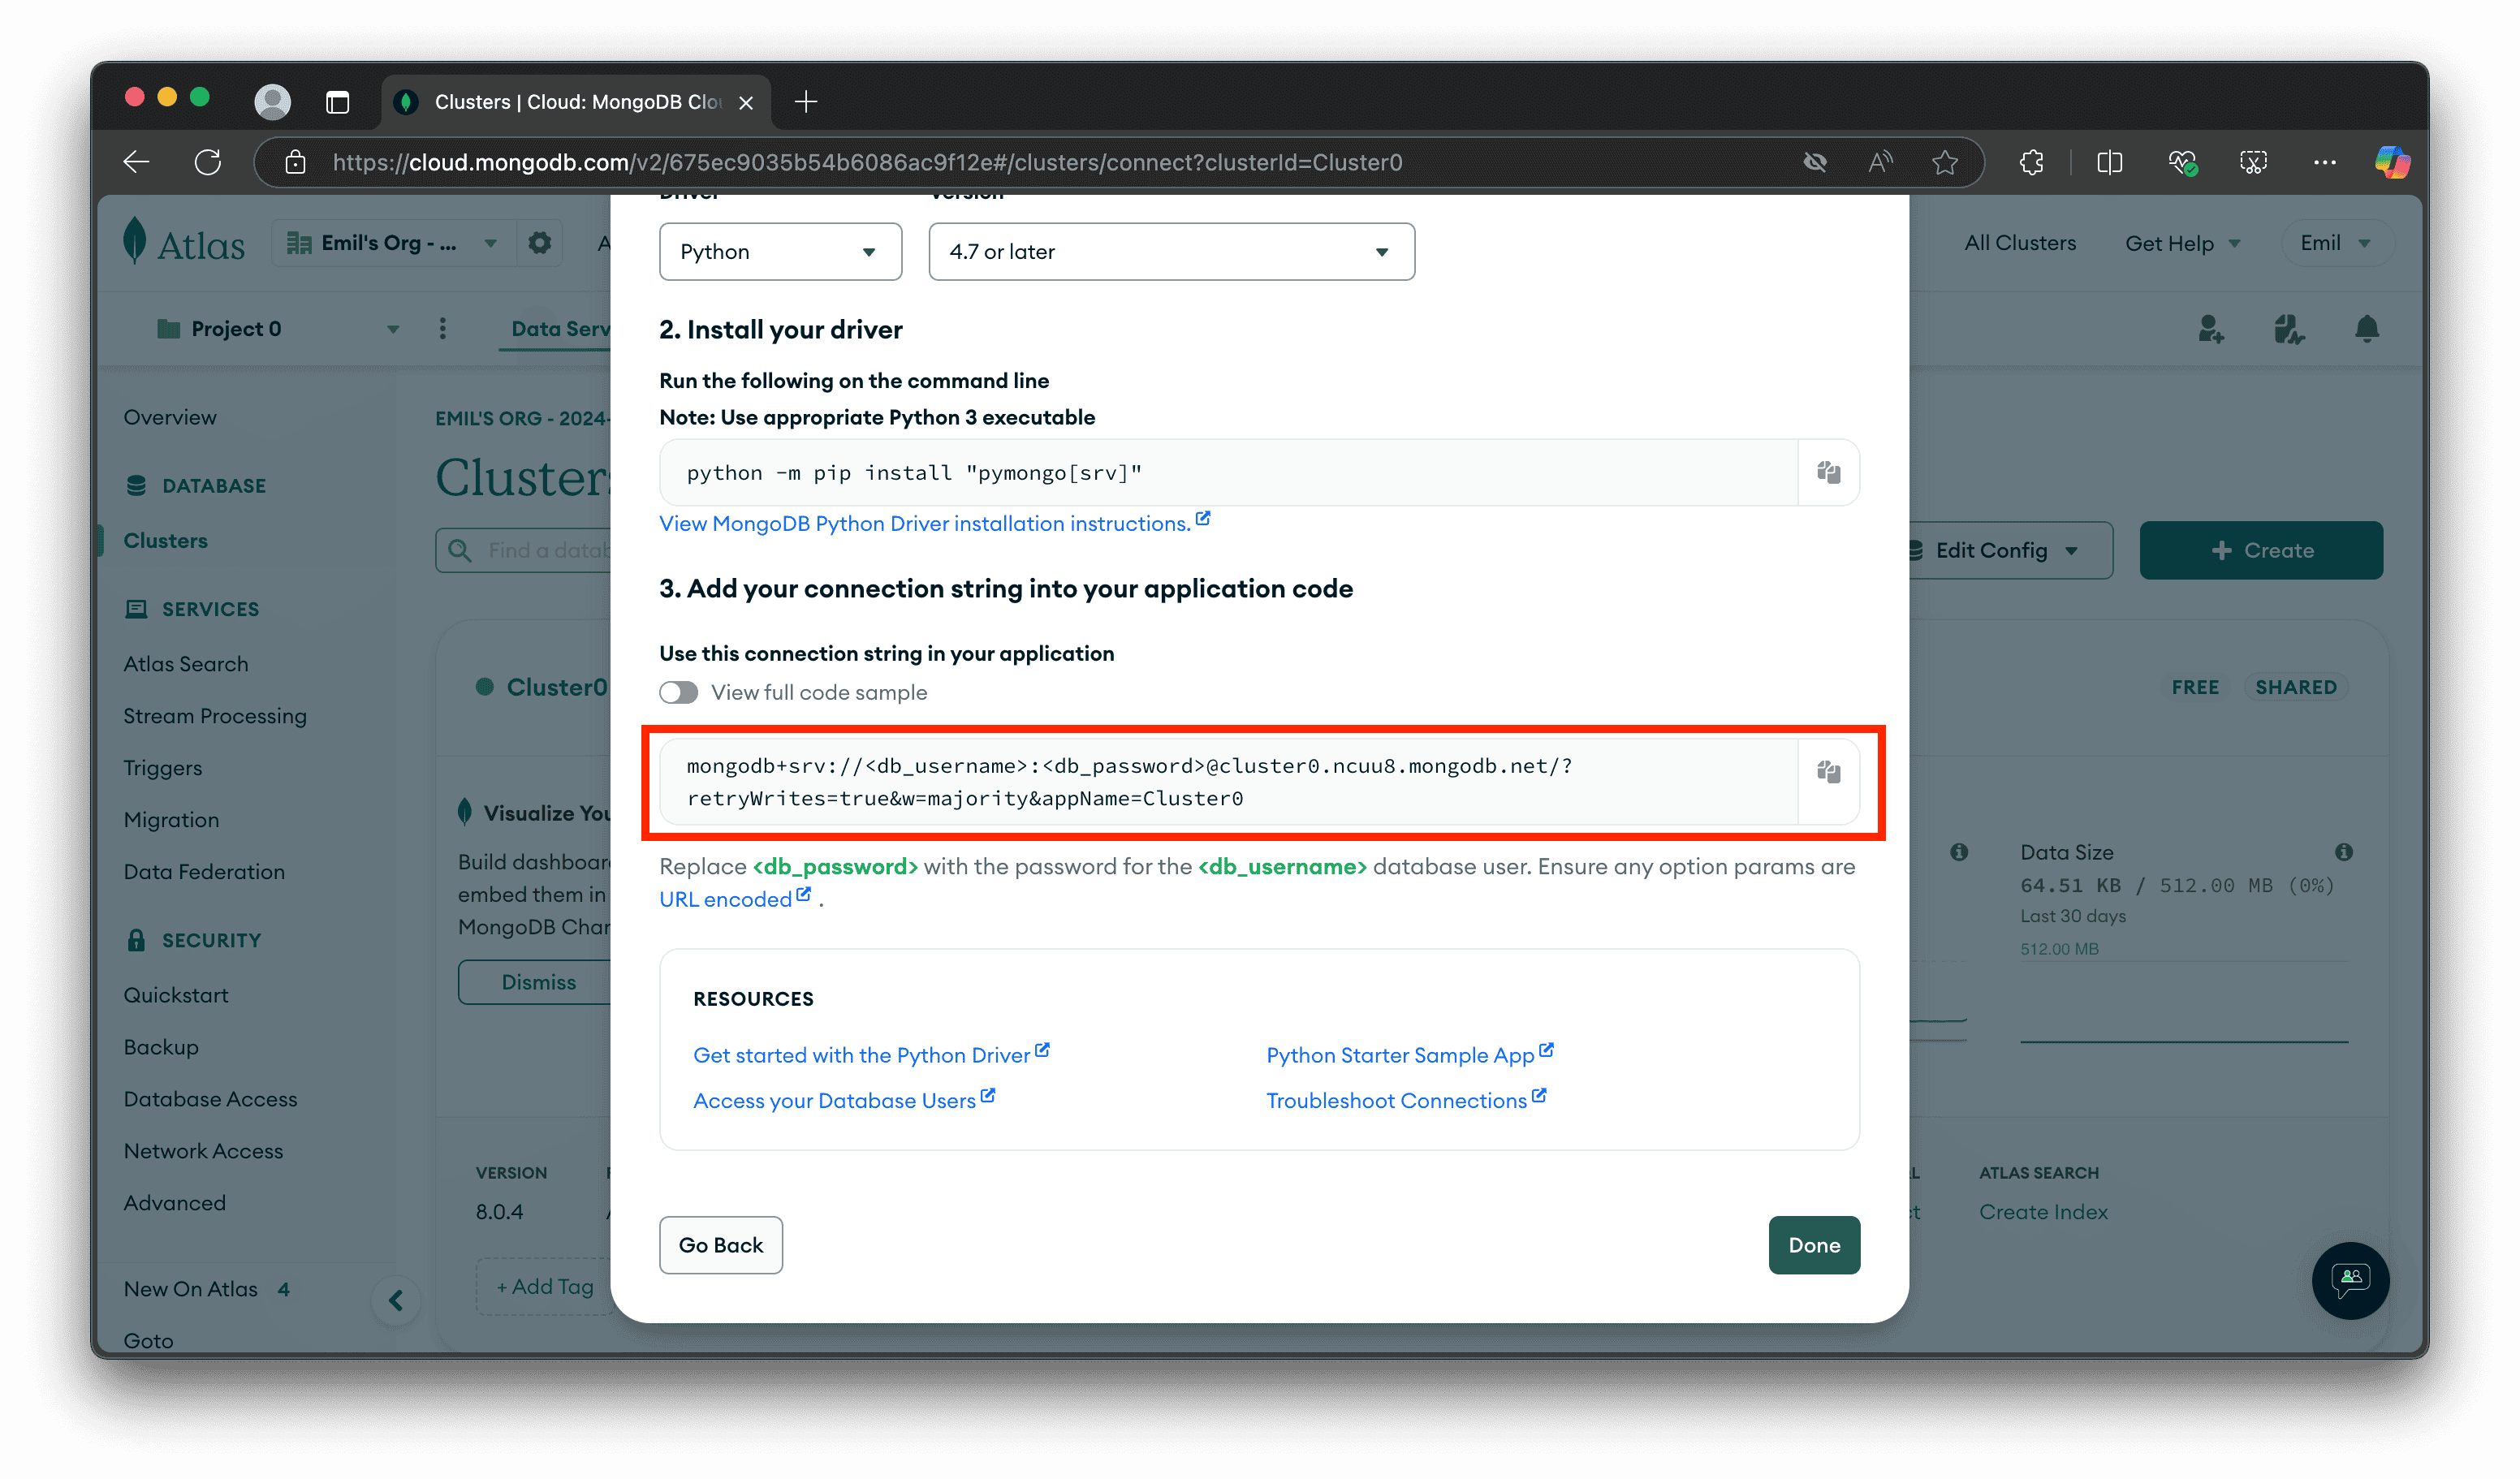 Clusters | Cloud: MongoDB Clou
https://cloud.mongodb.com/v2/675ec9035b54b6086ac9f12e#/clusters/connect?clusterId=Cluster0
Atlas
Emil's Org - ...
A
All Clusters
Get Help
Emil
Project 0
Data Serv
Overview
DATABASE
Clusters
SERVICES
Atlas Search
Stream Processing
Triggers
Migration
Data Federation
SECURITY
Quickstart
Backup
Database Access
Network Access
Advanced
New On Atlas 4
Goto
EMIL'S ORG - 2024-
Clusters
Find a datab
Edit Config
+ Create
Cluster0
FREE
SHARED
Visualize You
Build dashboar
embed them in
MongoDB Char
Dismiss
Data Size
64.51 KB / 512.00 MB (0%)
Last 30 days
512.00 MB
VERSION
8.0.4
ATLAS SEARCH
Create Index
+ Add Tag
Driver
Version
Python
4.7 or later
2. Install your driver
Run the following on the command line
Note: Use appropriate Python 3 executable
python -m pip install "pymongo[srv]"
View MongoDB Python Driver installation instructions.
3. Add your connection string into your application code
Use this connection string in your application
View full code sample
mongodb+srv://<db_username>:<db_password>@cluster0.ncuu8.mongodb.net/?
retryWrites=true&w=majority&appName=Cluster0
Replace <db_password> with the password for the <db_username> database user. Ensure any option params are
URL encoded .
RESOURCES
Get started with the Python Driver
Python Starter Sample App
Access your Database Users
Troubleshoot Connections
Go Back
Done